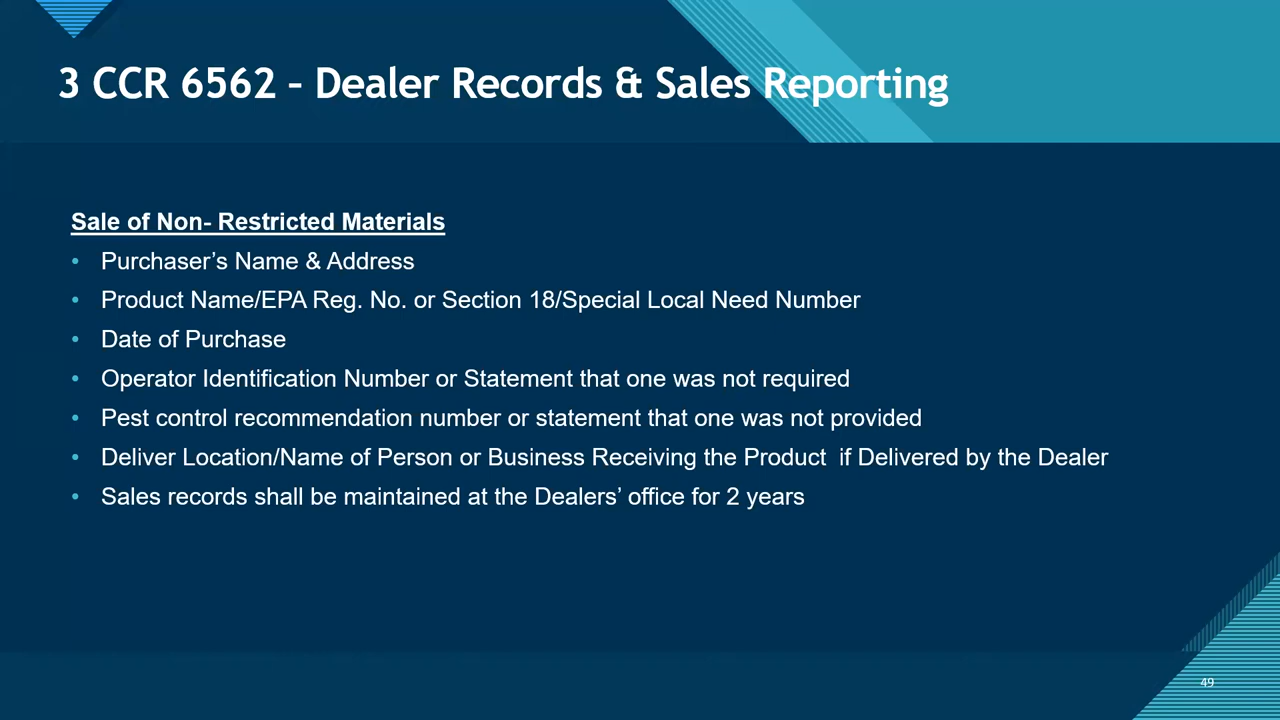 3 CCR 6562 – Dealer Records & Sales Reporting
Sale of Non- Restricted Materials
• Purchaser’s Name & Address
• Product Name/EPA Reg. No. or Section 18/Special Local Need Number
• Date of Purchase
• Operator Identification Number or Statement that one was not required
• Pest control recommendation number or statement that one was not provided
• Deliver Location/Name of Person or Business Receiving the Product  if Delivered by the Dealer
• Sales records shall be maintained at the Dealers’ office for 2 years
49